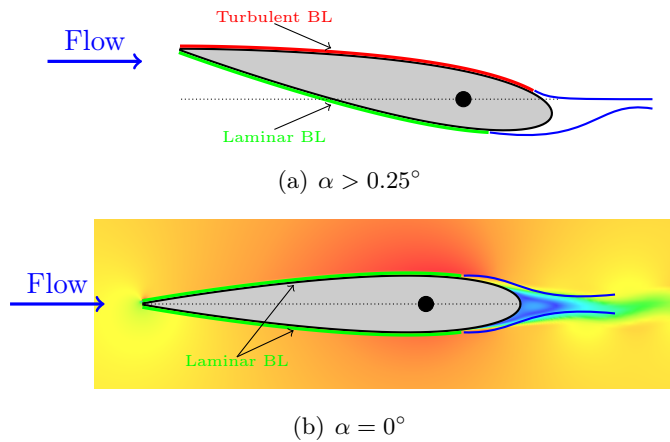 Turbulent BL
Flow
Laminar BL
(a) α > 0.25°
Flow
Laminar BL
(b) α = 0°